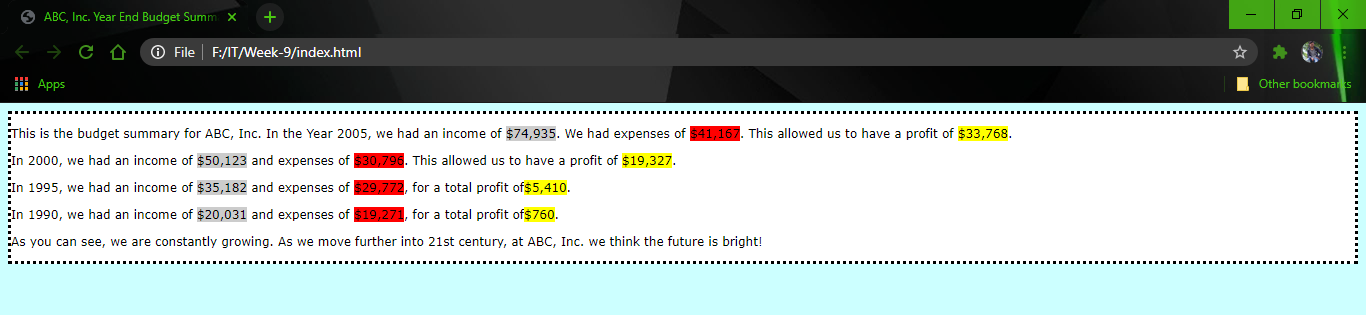 ABC, Inc. Year End Budget Summ
File F:/IT/Week-9/index.html
Apps Other bookmarks
This is the budget summary for ABC, Inc. In the Year 2005, we had an income of $74,935. We had expenses of $41,167. This allowed us to have a profit of $33,768.
In 2000, we had an income of $50,123 and expenses of $30,796. This allowed us to have a profit of $19,327.
In 1995, we had an income of $35,182 and expenses of $29,772, for a total profit of$5,410.
In 1990, we had an income of $20,031 and expenses of $19,271, for a total profit of$760.
As you can see, we are constantly growing. As we move further into 21st century, at ABC, Inc. we think the future is bright!